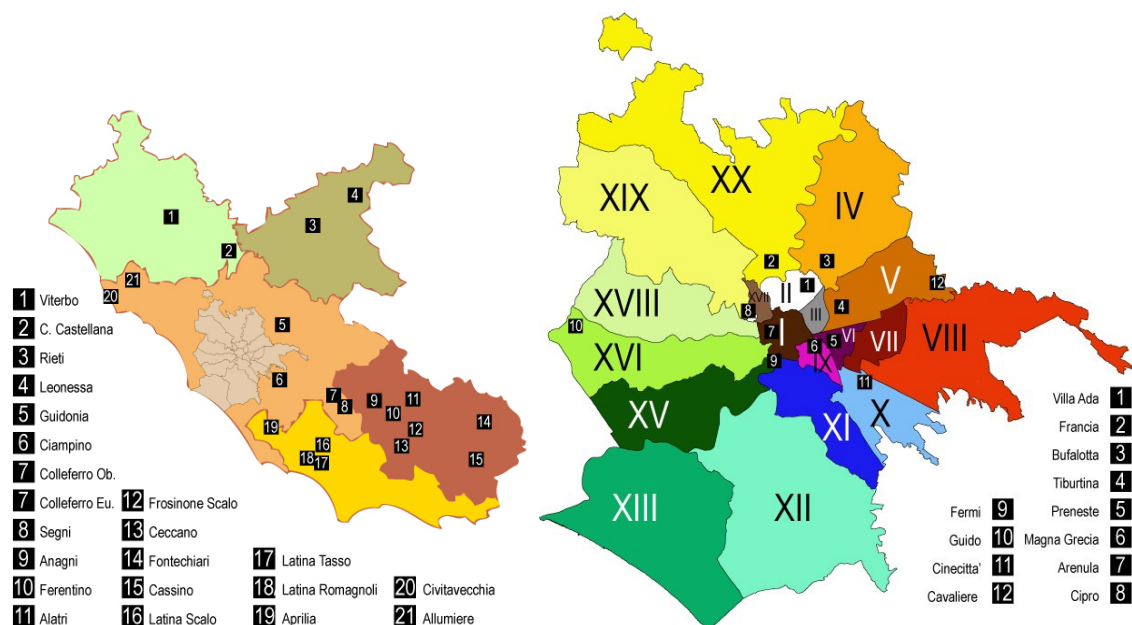 1
2
3
4
5
6
7
8
9
10
11
12
13
14
15
16
17
18
19
20
21
1 Viterbo
2 C. Castellana
3 Rieti
4 Leonessa
5 Guidonia
6 Ciampino
7 Colleferro Ob.
7 Colleferro Eu.
8 Segni
9 Anagni
10 Ferentino
11 Alatri
12 Frosinone Scalo
13 Ceccano
14 Fontechiari
15 Cassino
16 Latina Scalo
17 Latina Tasso
18 Latina Romagnoli
19 Aprilia
20 Civitavecchia
21 Allumiere
XX
XIX
IV
2
3
V
12
XVIII
XVII
II
1
8
III
4
10
I
7
VI
5
6
VII
VIII
XVI
IX
9
11
XV
XI
X
XIII
XII
Villa Ada 1
Francia 2
Bufalotta 3
Tiburtina 4
Preneste 5
Magna Grecia 6
Arenula 7
Cipro 8
Fermi 9
Guido 10
Cinecitta' 11
Cavaliere 12